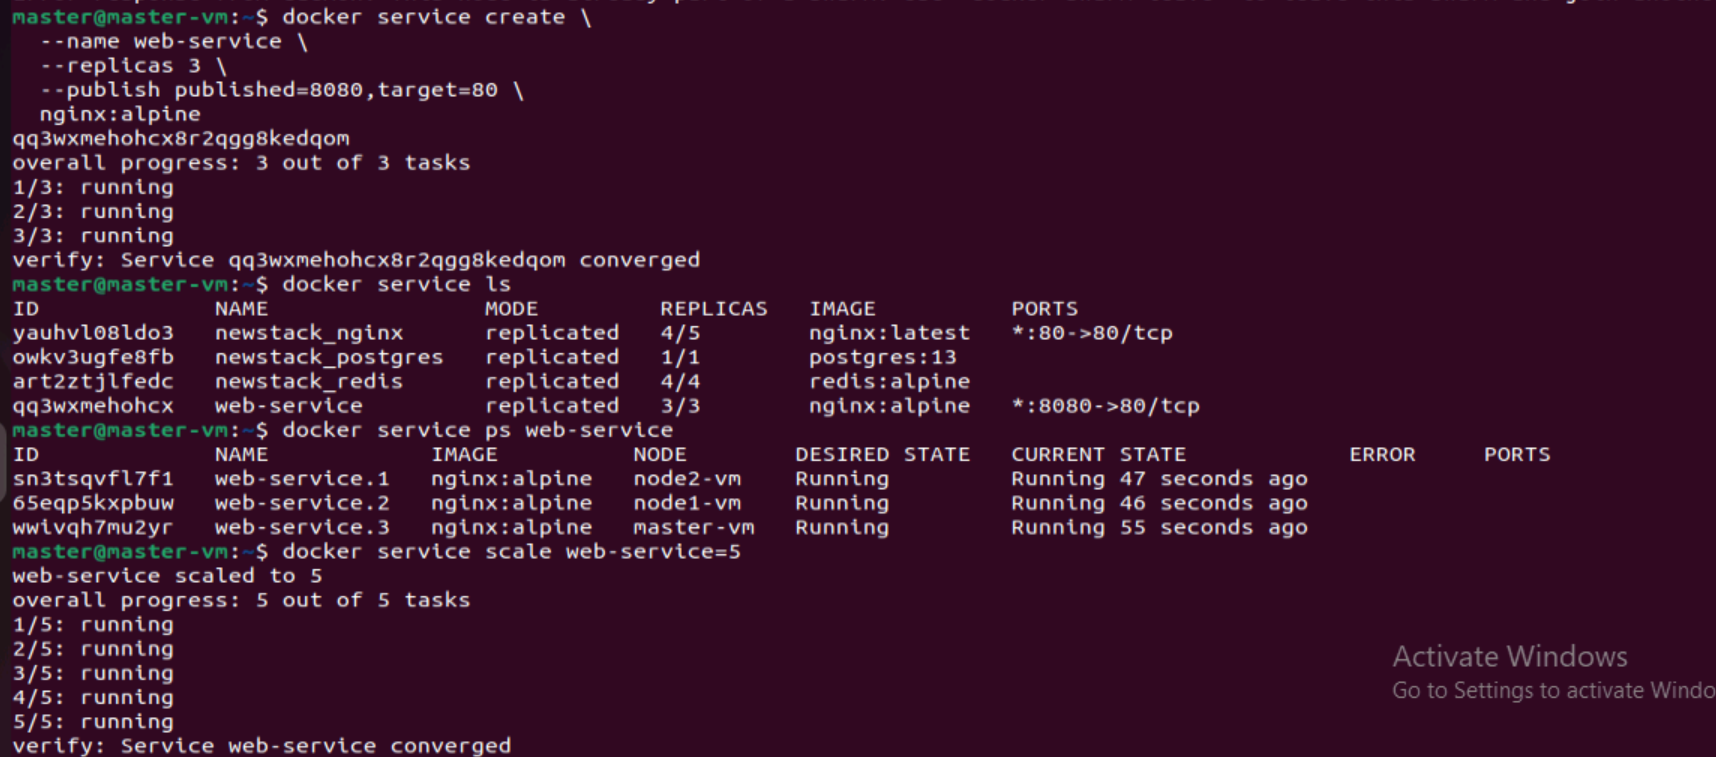 master@master-vm:~$ docker service create \
--name web-service \
--replicas 3 \
--publish published=8080,target=80 \
nginx:alpine
qq3wxmehohcx8r2qgg8kedqom
overall progress: 3 out of 3 tasks
1/3: running
2/3: running
3/3: running
verify: Service qq3wxmehohcx8r2qgg8kedqom converged
master@master-vm:~$ docker service ls
ID NAME MODE REPLICAS IMAGE PORTS
yauhvl08ldo3 newstack_nginx replicated 4/5 nginx:latest *:80->80/tcp
owkv3ugfe8fb newstack_postgres replicated 1/1 postgres:13
art2ztjlfedc newstack_redis replicated 4/4 redis:alpine
qq3wxmehohcx web-service replicated 3/3 nginx:alpine *:8080->80/tcp
master@master-vm:~$ docker service ps web-service
ID NAME IMAGE NODE DESIRED STATE CURRENT STATE ERROR PORTS
sn3tsqvfl7f1 web-service.1 nginx:alpine node2-vm Running Running 47 seconds ago
65eqp5kxpbuw web-service.2 nginx:alpine node1-vm Running Running 46 seconds ago
wwivqh7mu2yr web-service.3 nginx:alpine master-vm Running Running 55 seconds ago
master@master-vm:~$ docker service scale web-service=5
web-service scaled to 5
overall progress: 5 out of 5 tasks
1/5: running
2/5: running
3/5: running
4/5: running
5/5: running
verify: Service web-service converged
Activate Windows
Go to Settings to activate Windo